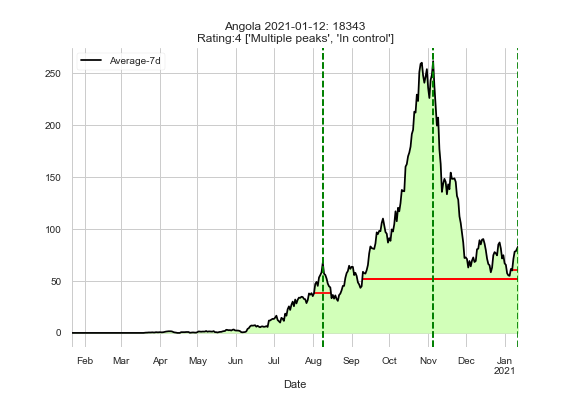 Angola 2021-01-12: 18343
Rating:4 ['Multiple peaks', 'In control']
Average-7d
250
200
150
100
50
0
Feb Mar Apr May Jun Jul Aug Sep Oct Nov Dec Jan
2021
Date